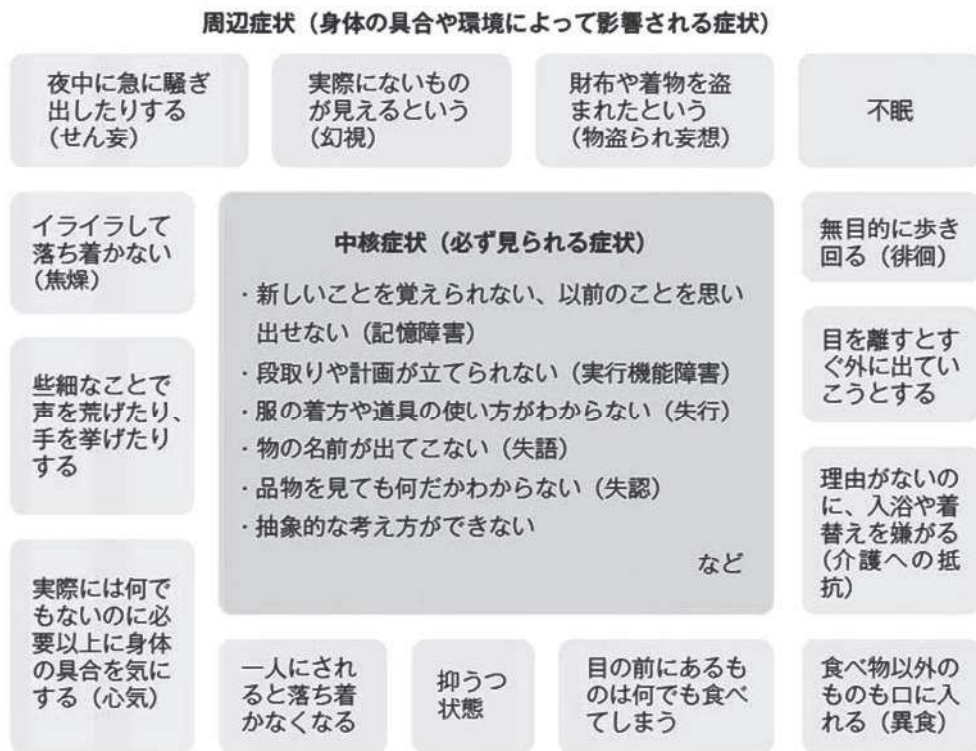 周辺症状（身体の具合や環境によって影響される症状）
夜中に急に騒ぎ
出したりする
（せん妄）
実際にないもの
が見えるという
（幻視）
財布や着物を盗
まれたという
（物盗られ妄想）
不眠
イライラして
落ち着かない
（焦燥）
些細なことで
声を荒げたり、
手を挙げたり
する
実際には何で
もないのに必
要以上に身体
の具合を気に
する（心気）
中核症状（必ず見られる症状）
・新しいことを覚えられない、以前のことを思い
出せない（記憶障害）
・段取りや計画が立てられない（実行機能障害）
・服の着方や道具の使い方がわからない（失行）
・物の名前が出てこない（失語）
・品物を見ても何だかわからない（失認）
・抽象的な考え方ができない
など
無目的に歩き
回る（徘徊）
目を離すとす
ぐ外に出てい
こうとする
理由がないの
に、入浴や着
替えを嫌がる
（介護への抵
抗）
一人にされ
ると落ち着
かなくなる
抑うつ
状態
目の前にあるも
のは何でも食べ
てしまう
食べ物以外の
ものも口に入
れる（異食）